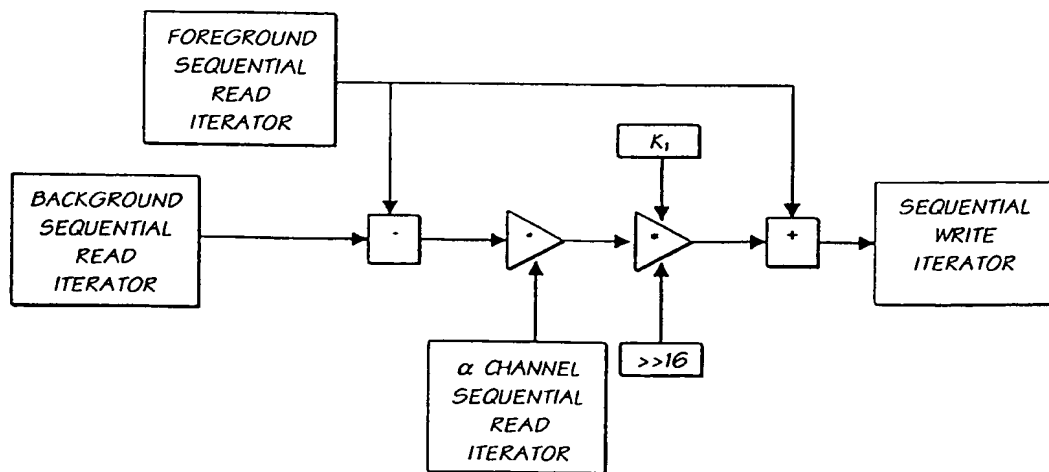 FOREGROUND
SEQUENTIAL
READ
ITERATOR
K₁
BACKGROUND
SEQUENTIAL
READ
ITERATOR
-
*
+
SEQUENTIAL
WRITE
ITERATOR
α CHANNEL
SEQUENTIAL
READ
ITERATOR
>>16